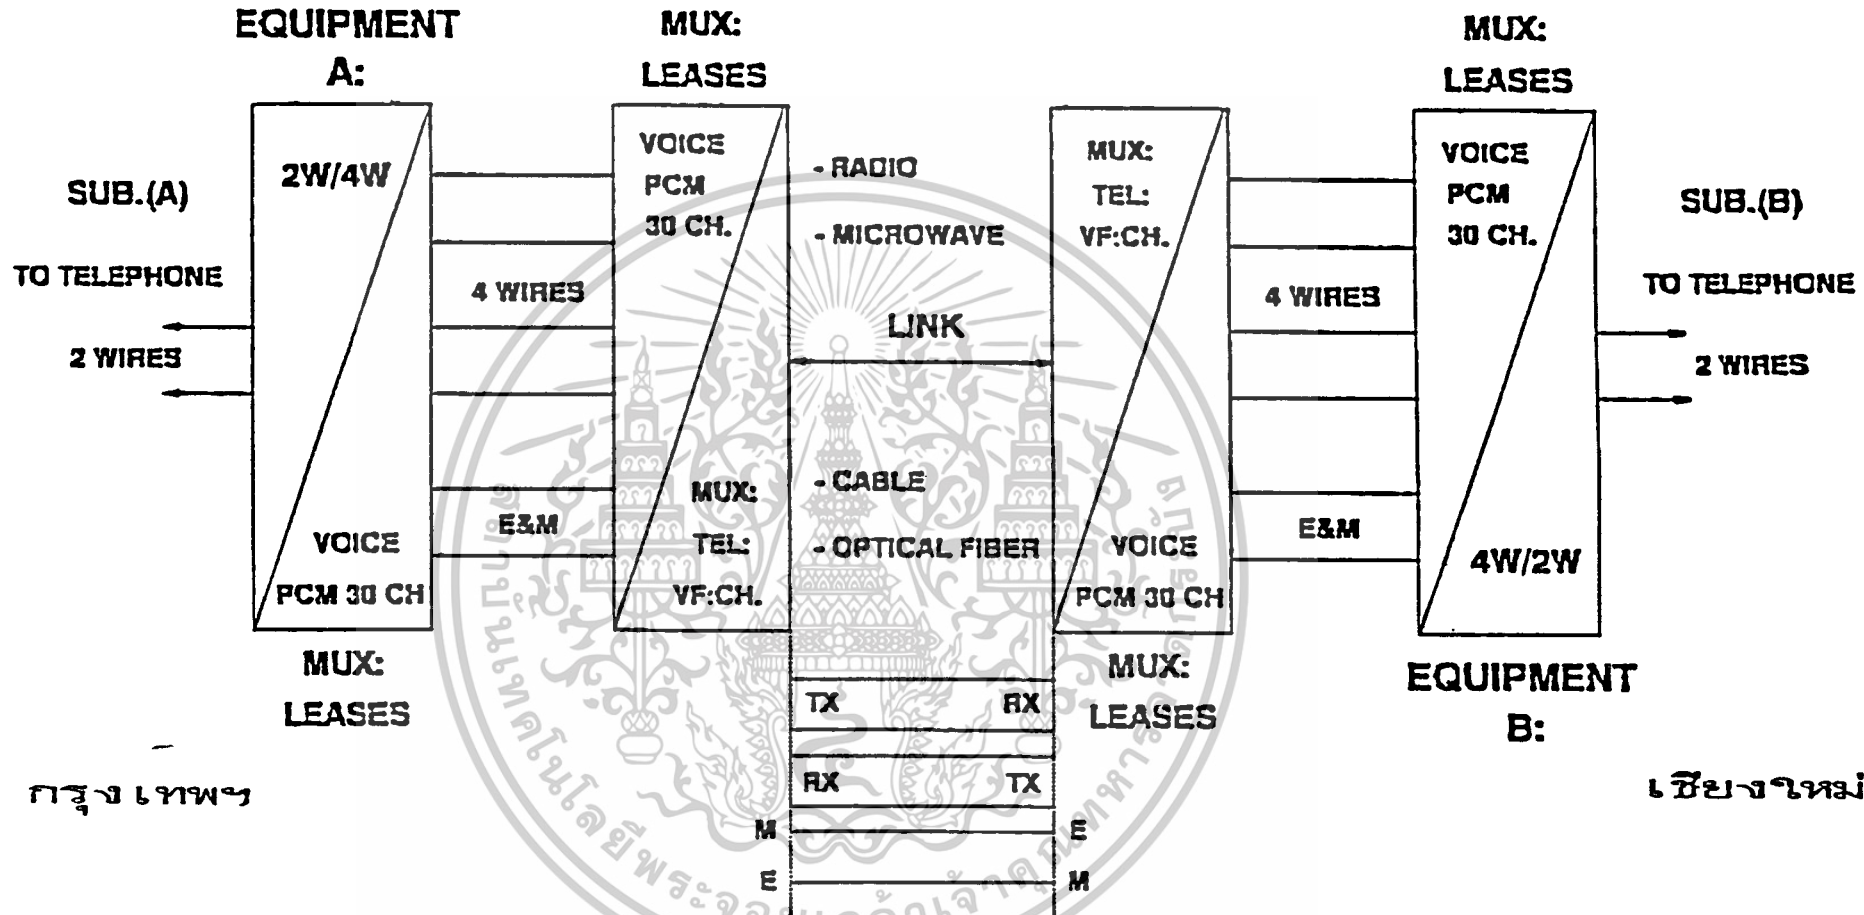 EQUIPMENT
A:
MUX:
LEASES
MUX:
LEASES
SUB.(A)
TO TELEPHONE
2 WIRES
2W/4W
VOICE
PCM 30 CH
MUX:
LEASES
4 WIRES
E&M
VOICE
PCM
30 CH.
MUX:
TEL:
VF:CH.
- RADIO
- MICROWAVE
LINK
- CABLE
- OPTICAL FIBER
MUX:
TEL:
VF:CH.
VOICE
PCM 30 CH
MUX:
LEASES
4 WIRES
E&M
VOICE
PCM
30 CH.
4W/2W
EQUIPMENT
B:
SUB.(B)
TO TELEPHONE
2 WIRES
TX RX
RX TX
M E
E M
กรุงเทพฯ
เชียงใหม่